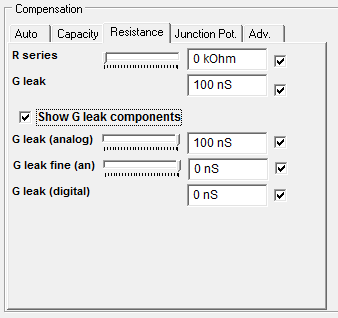 Compensation
Auto Capacity Resistance Junction Pot. Adv.
R series 0 kOhm
G leak 100 nS
Show G leak components
G leak (analog) 100 nS
G leak fine (an) 0 nS
G leak (digital) 0 nS